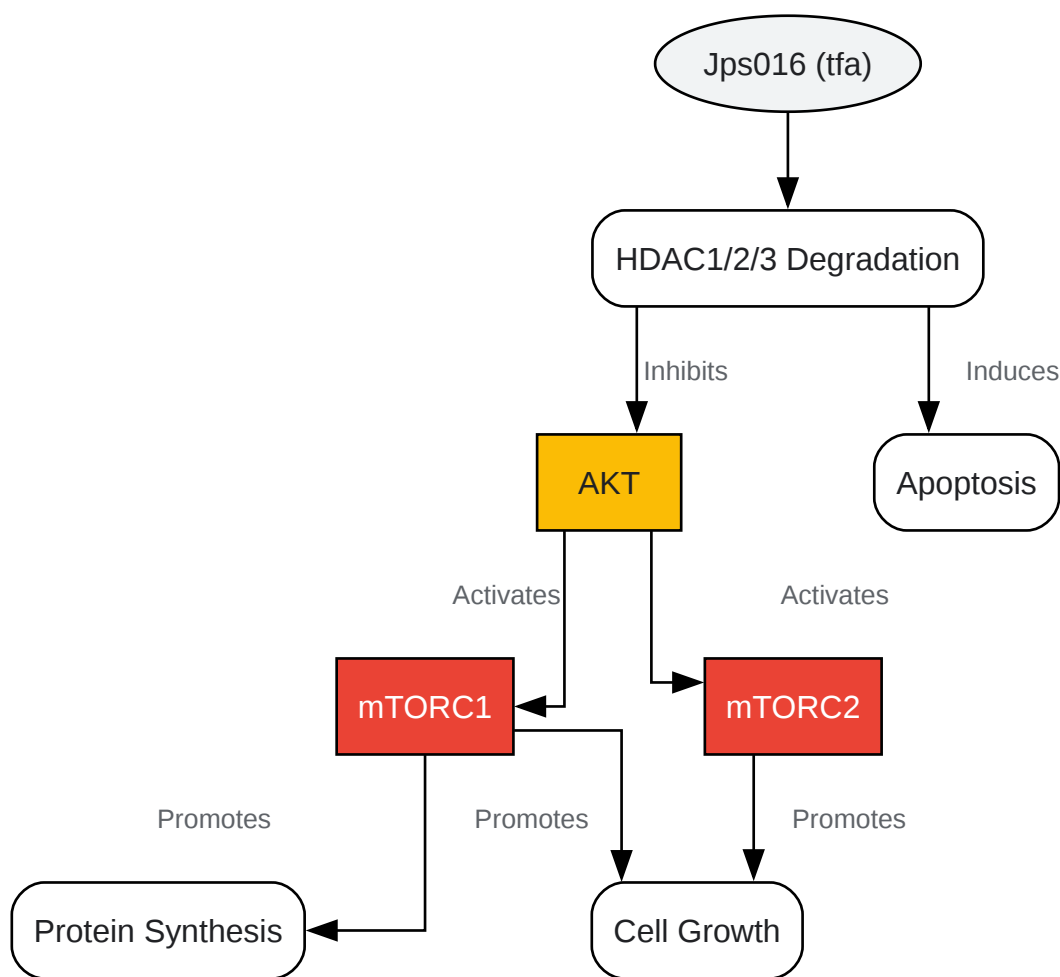 Jps016 (tfa)
HDAC1/2/3 Degradation
Inhibits
Induces
AKT
Apoptosis
Activates
Activates
mTORC1
mTORC2
Promotes
Promotes
Promotes
Protein Synthesis
Cell Growth